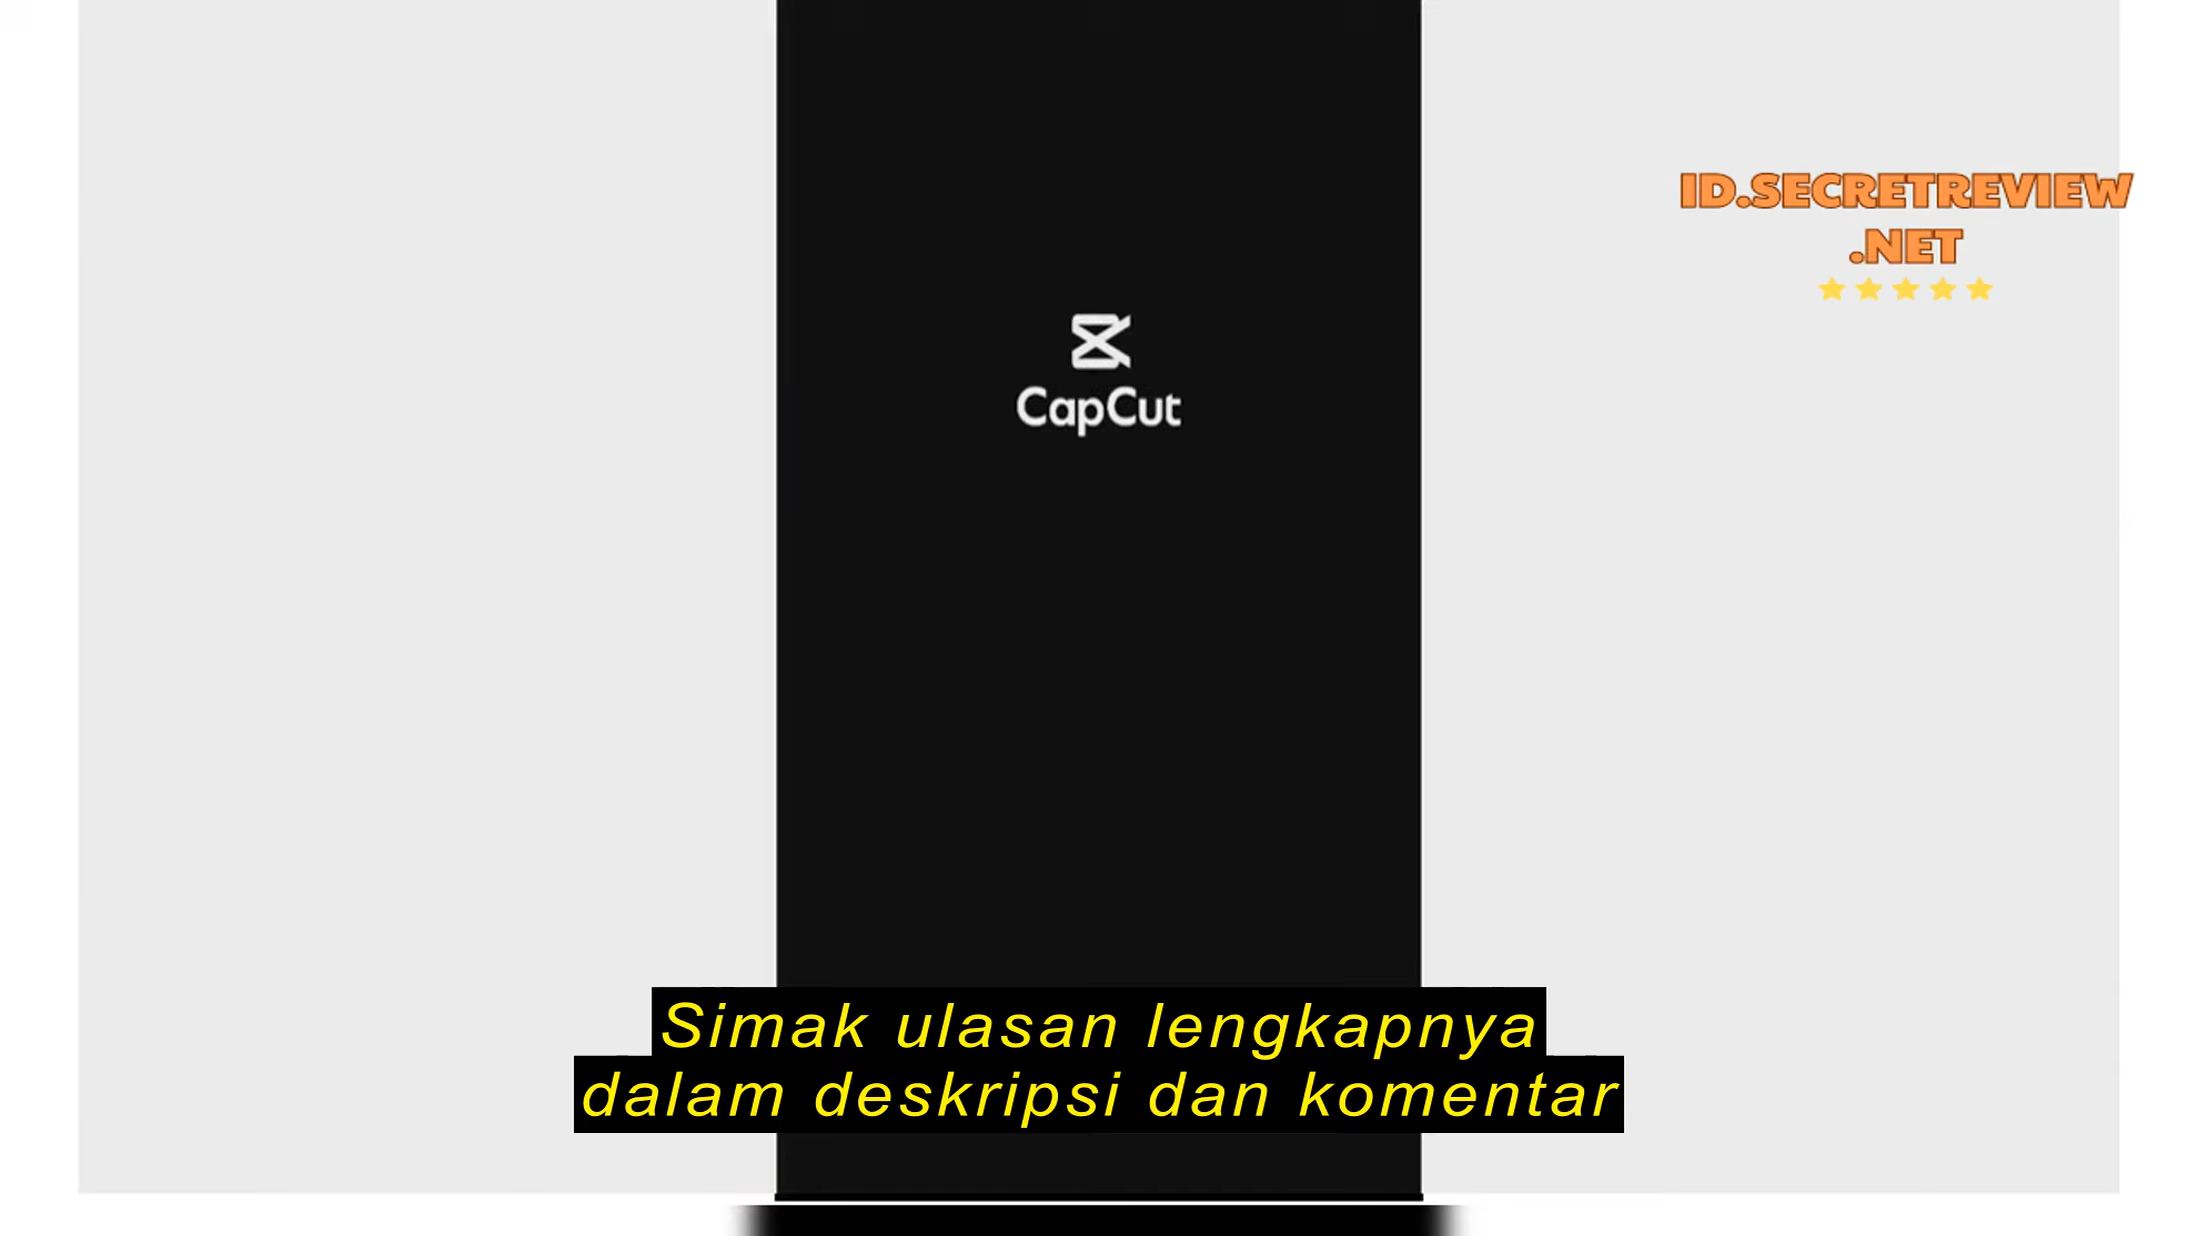 ID.SECRETREVIEW
.NET
CapCut
Simak ulasan lengkapnya
dalam deskripsi dan komentar